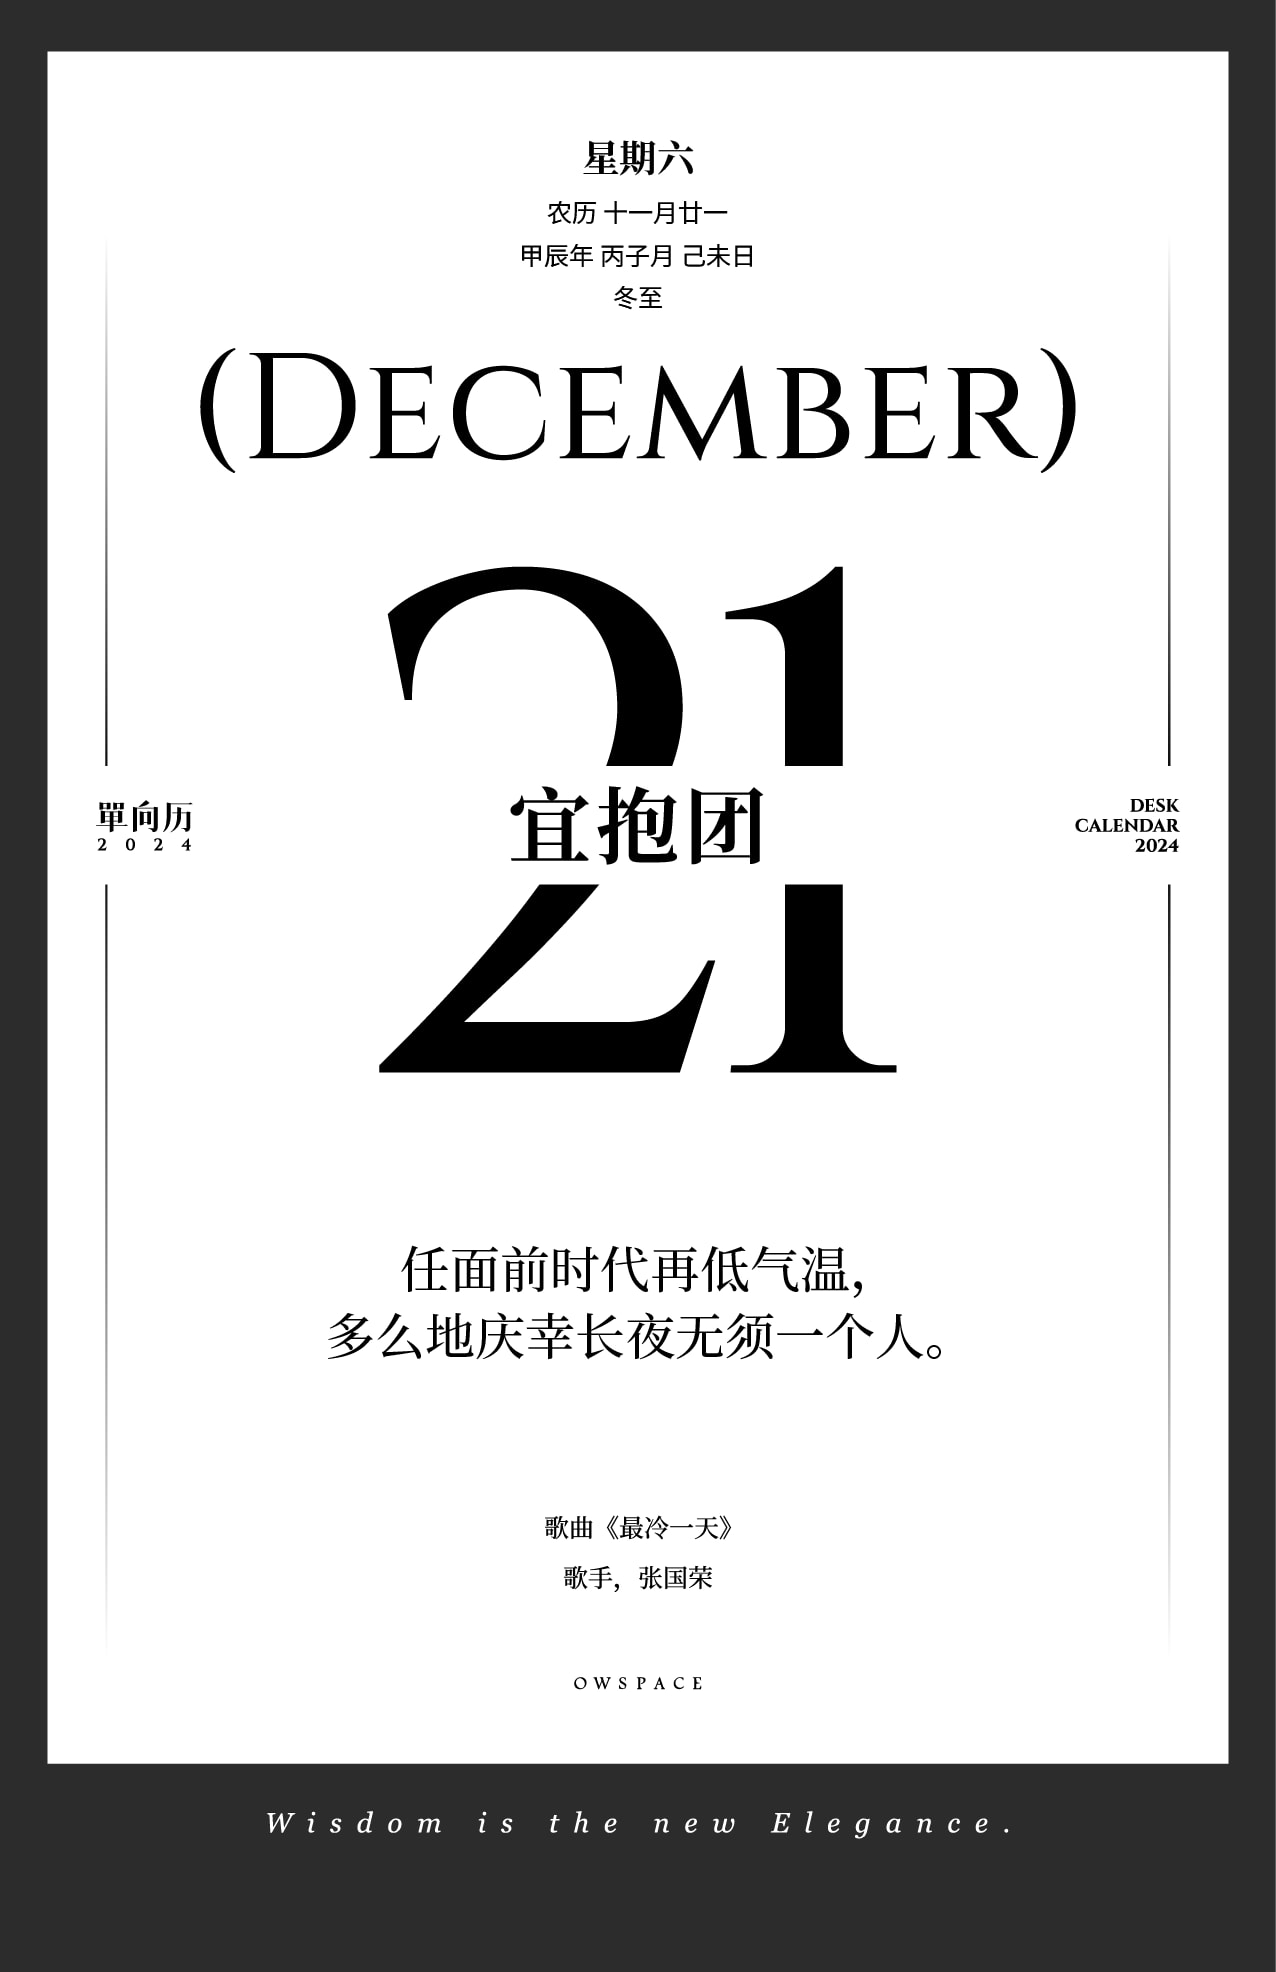 星期六
农历 十一月廿一
甲辰年 丙子月 己未日
冬至
(DECEMBER)
21
單向历
2024
宜抱团
DESK
CALENDAR
2024
任面前时代再低气温，
多么地庆幸长夜无须一个人。
歌曲《最冷一天》
歌手，张国荣
OWSPACE
Wisdom is the new Elegance.